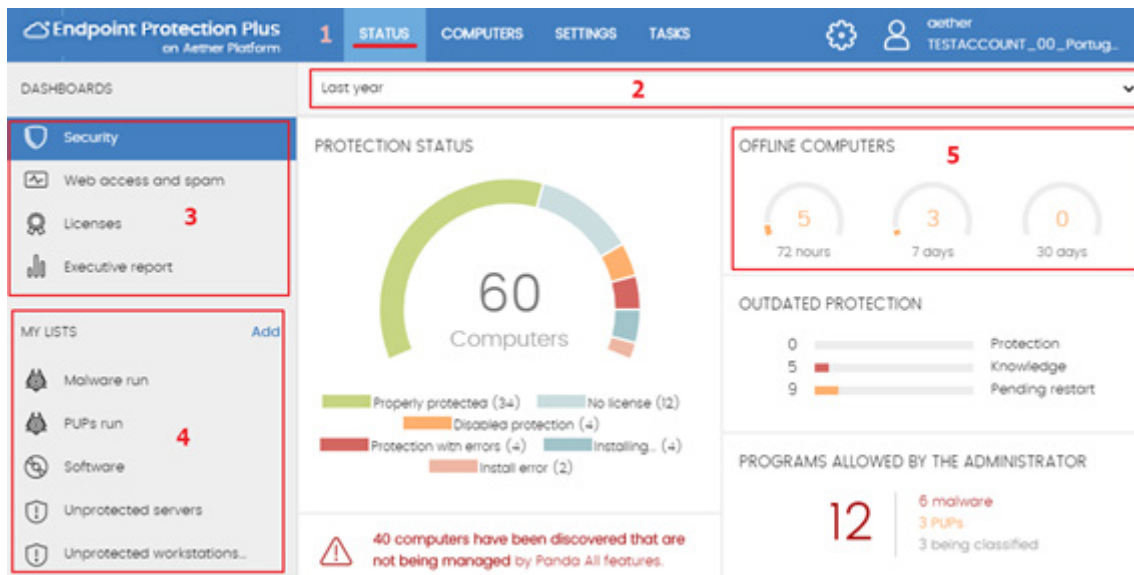 Endpoint Protection Plus
on Aether Platform
1
STATUS
COMPUTERS
SETTINGS
TASKS
aether
TESTACCOUNT_00_Portug...
DASHBOARDS
Security
Web access and spam
Licenses
Executive report
3
MY LISTS
Add
Malware run
PUPs run
Software
Unprotected servers
Unprotected workstations...
4
Last year
2
PROTECTION STATUS
60
Computers
Properly protected (34)
No license (12)
Disabled protection (4)
Protection with errors (4)
Installing... (4)
Install error (2)
40 computers have been discovered that are
not being managed by Panda All features.
OFFLINE COMPUTERS
5
5
72 hours
3
7 days
0
30 days
OUTDATED PROTECTION
0 Protection
5 Knowledge
9 Pending restart
PROGRAMS ALLOWED BY THE ADMINISTRATOR
12
6 malware
3 PUPs
3 being classified